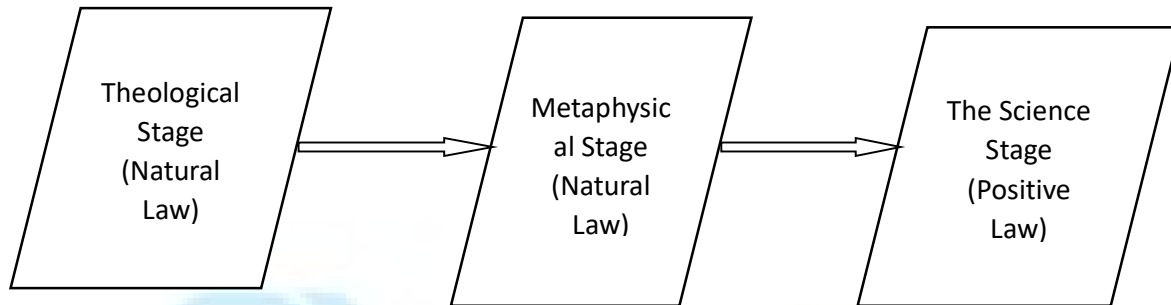 Theological
Stage
(Natural
Law)
Metaphysic
al Stage
(Natural
Law)
The Science
Stage
(Positive
Law)